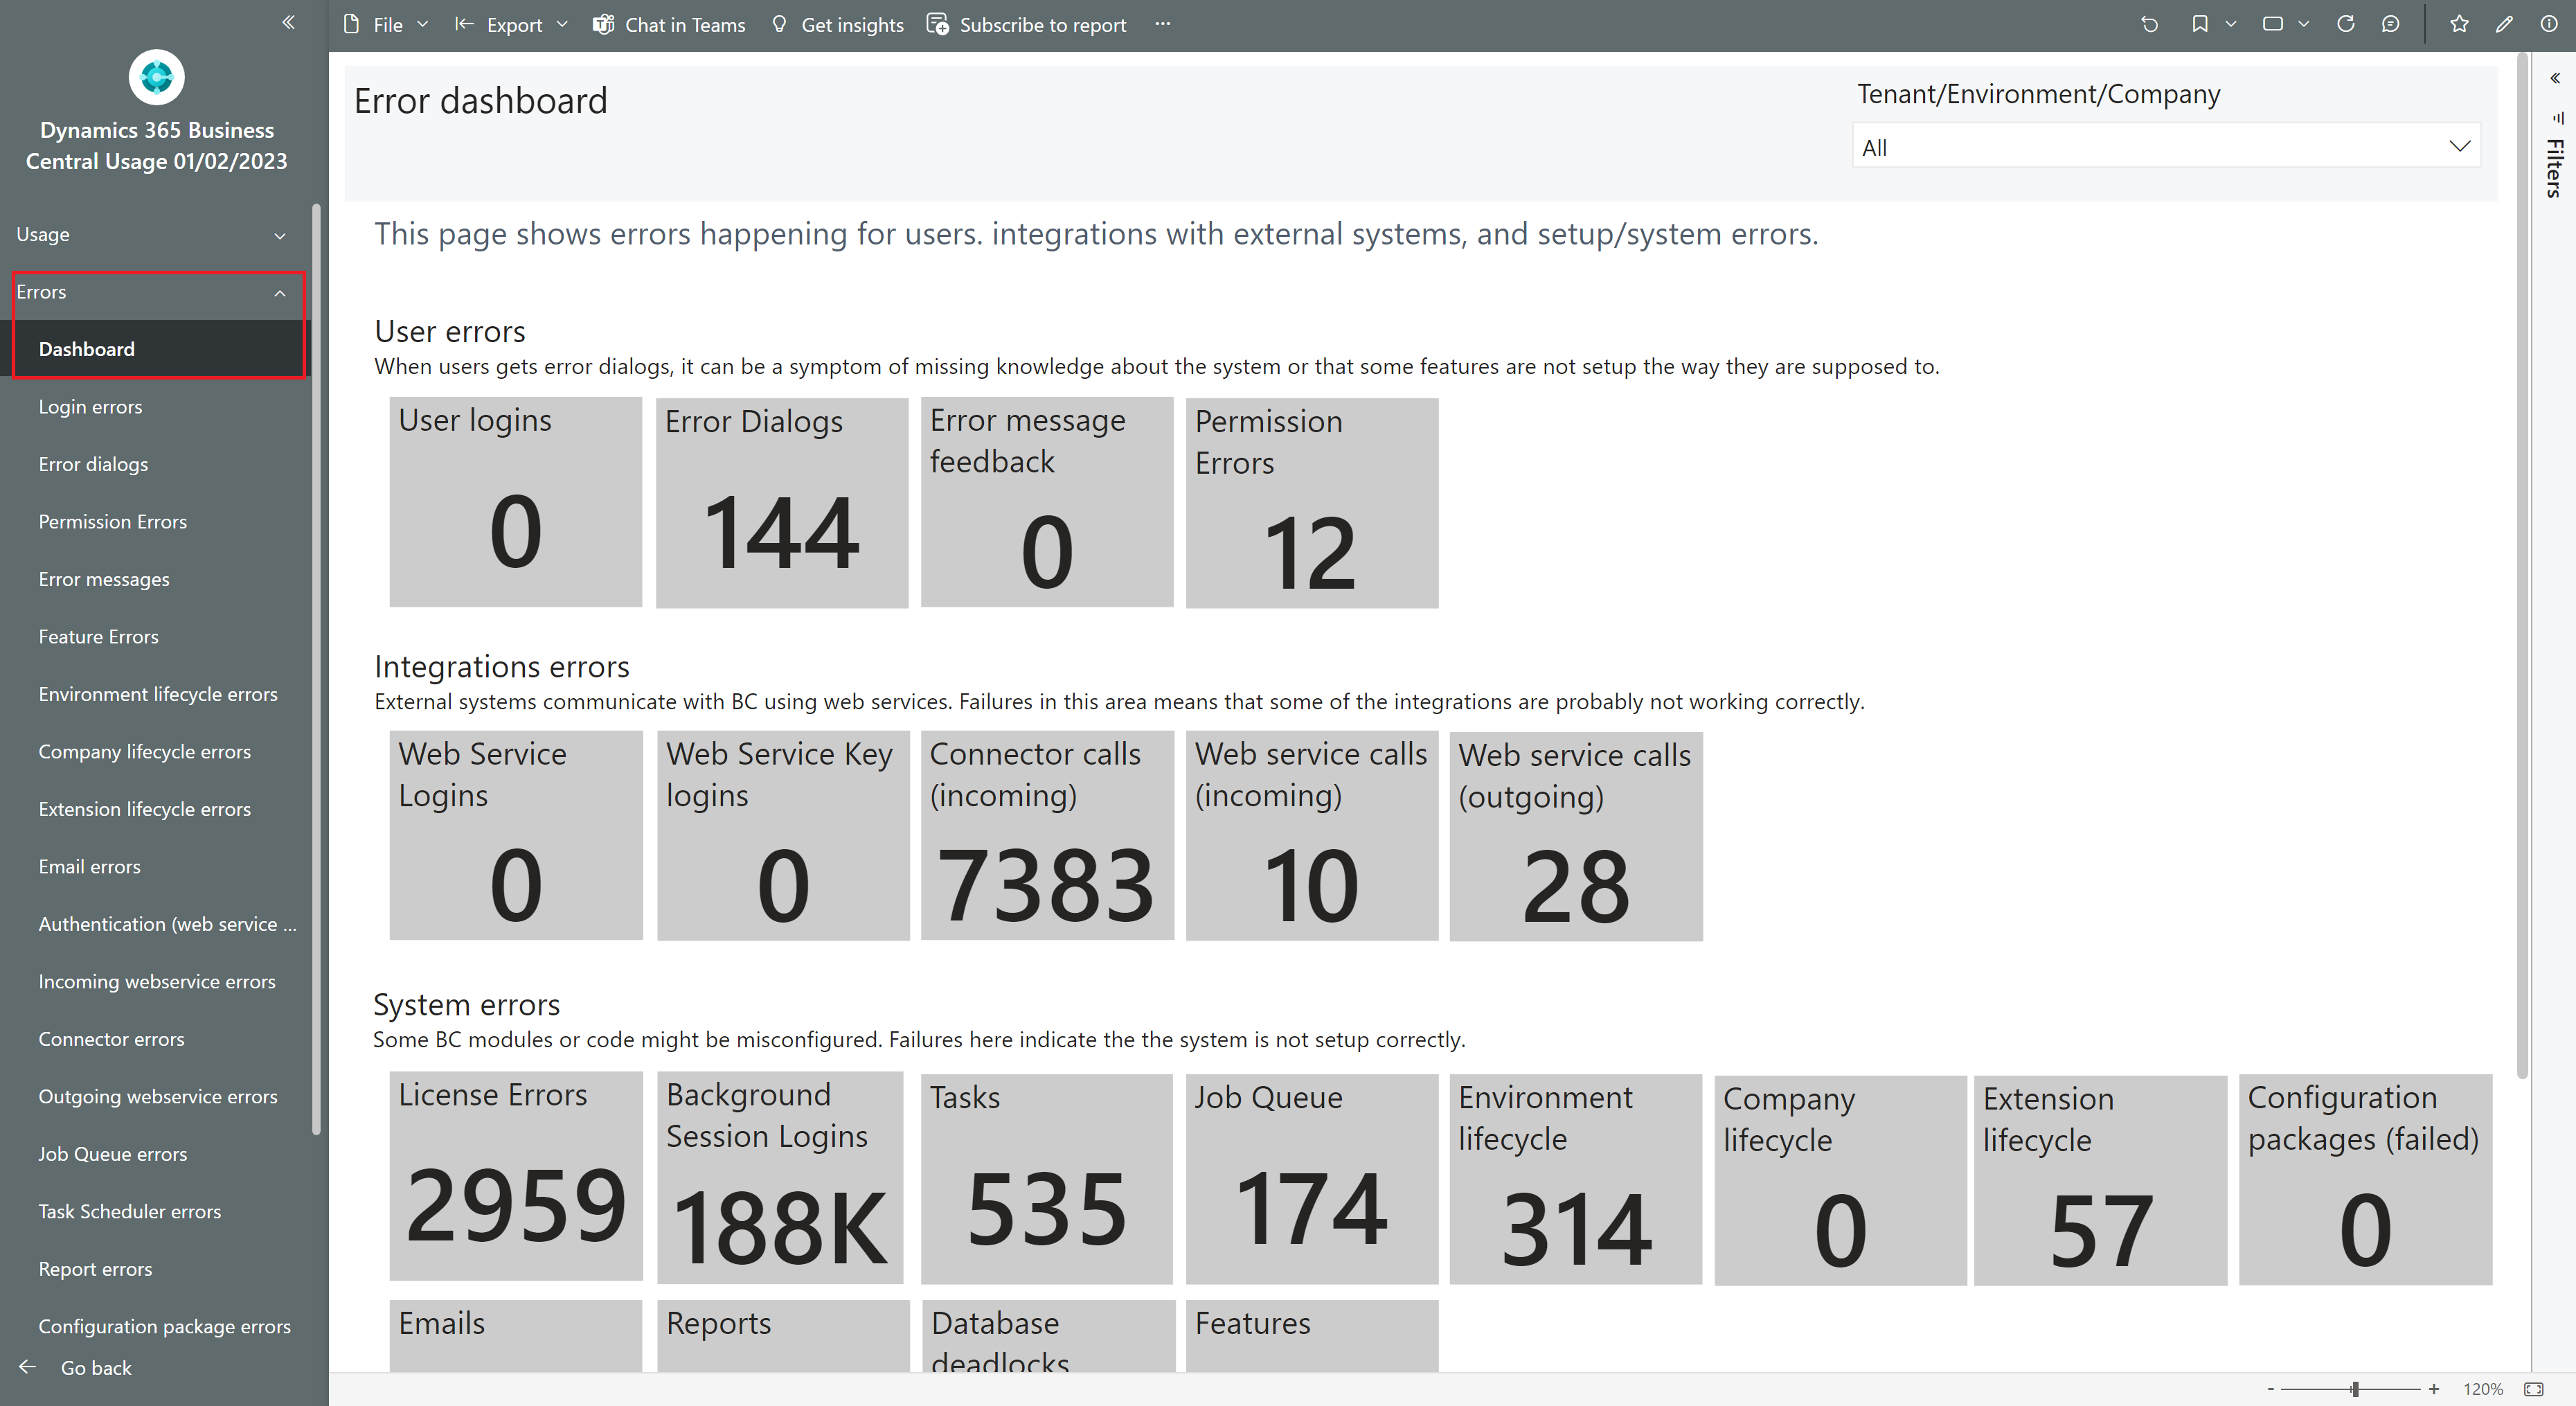 File
Export
Chat in Teams
Get insights
Subscribe to report
Dynamics 365 Business
Central Usage 01/02/2023
Usage
Errors
Dashboard
Login errors
Error dialogs
Permission Errors
Error messages
Feature Errors
Environment lifecycle errors
Company lifecycle errors
Extension lifecycle errors
Email errors
Authentication (web service ...
Incoming webservice errors
Connector errors
Outgoing webservice errors
Job Queue errors
Task Scheduler errors
Report errors
Configuration package errors
Go back
Error dashboard
Tenant/Environment/Company
All
Filters
This page shows errors happening for users. integrations with external systems, and setup/system errors.
User errors
When users gets error dialogs, it can be a symptom of missing knowledge about the system or that some features are not setup the way they are supposed to.
User logins
0
Error Dialogs
144
Error message
feedback
0
Permission
Errors
12
Integrations errors
External systems communicate with BC using web services. Failures in this area means that some of the integrations are probably not working correctly.
Web Service
Logins
0
Web Service Key
logins
0
Connector calls
(incoming)
7383
Web service calls
(incoming)
10
Web service calls
(outgoing)
28
System errors
Some BC modules or code might be misconfigured. Failures here indicate the the system is not setup correctly.
License Errors
2959
Background
Session Logins
188K
Tasks
535
Job Queue
174
Environment
lifecycle
314
Company
lifecycle
0
Extension
lifecycle
57
Configuration
packages (failed)
0
Emails
Reports
Database
deadlocks
Features
- + 120%